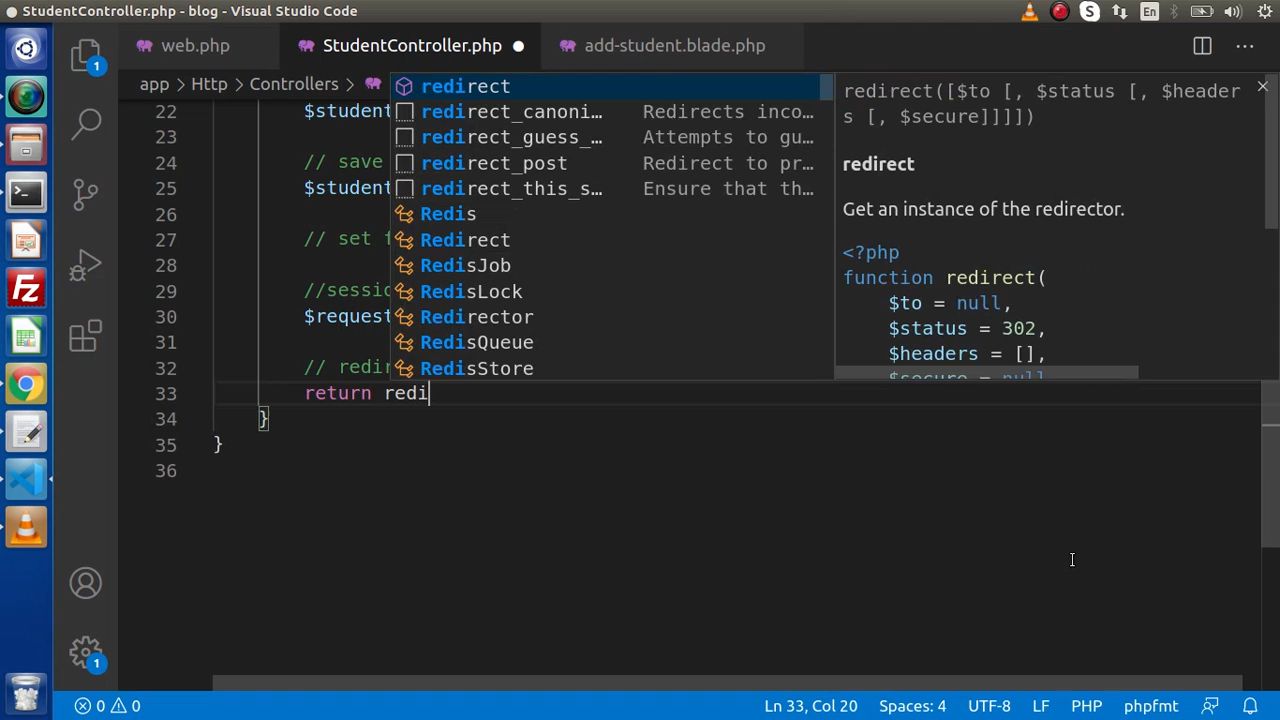 StudentController.php - blog - Visual Studio Code
S
En
web.php
StudentController.php
add-student.blade.php
1
app > Http > Controllers >
22 $student
23
24 // save
25 $student
26
27 // set f
28
29 //sessio
30 $request
31
32 // redir
33 return redi
34 }
35 }
36
redirect
redirect_canoni… Redirects inco…
redirect_guess_… Attempts to gu…
redirect_post Redirect to pr…
redirect_this_s… Ensure that th…
Redis
Redirect
RedisJob
RedisLock
Redirector
RedisQueue
RedisStore
redirect([$to [, $status [, $header
s [, $secure]]]])
redirect
Get an instance of the redirector.
<?php
function redirect(
$to = null,
$status = 302,
$headers = [],
$secure = null
Fz
1
0 0
Ln 33, Col 20
Spaces: 4
UTF-8
LF
PHP
phpfmt